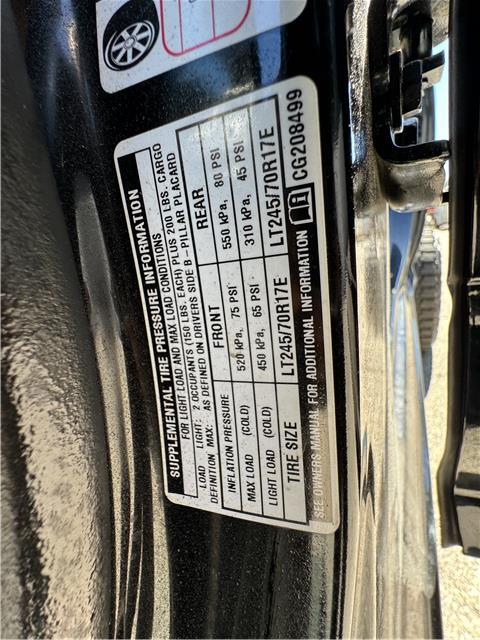 SUPPLEMENTAL TIRE PRESSURE INFORMATION
FOR LIGHT LOAD AND MAX LOAD CONDITIONS
LOAD LIGHT: 2 OCCUPANTS (150 LBS. EACH) PLUS 200 LBS. CARGO
DEFINITION MAX: AS DEFINED ON DRIVERS SIDE B-PILLAR PLACARD
INFLATION PRESSURE FRONT REAR
MAX LOAD (COLD) 520 kPa, 75 PSI 550 kPa, 80 PSI
LIGHT LOAD (COLD) 450 kPa, 65 PSI 310 kPa, 45 PSI
TIRE SIZE LT245/70R17E LT245/70R17E
SEE OWNERS MANUAL FOR ADDITIONAL INFORMATION CG208499